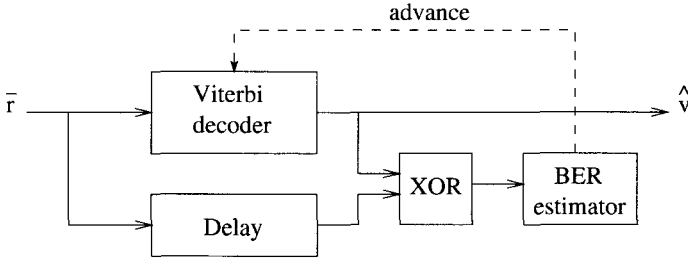 advance
r̄
Viterbi
decoder
v̂
XOR
BER
estimator
Delay